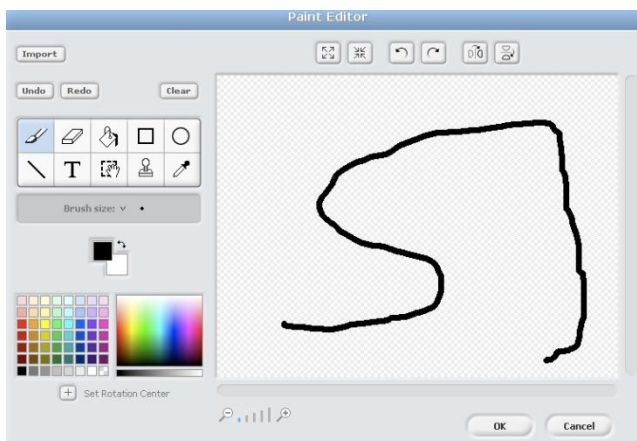 Paint Editor
Import
Undo Redo Clear
T
Brush size:
Set Rotation Center
OK Cancel